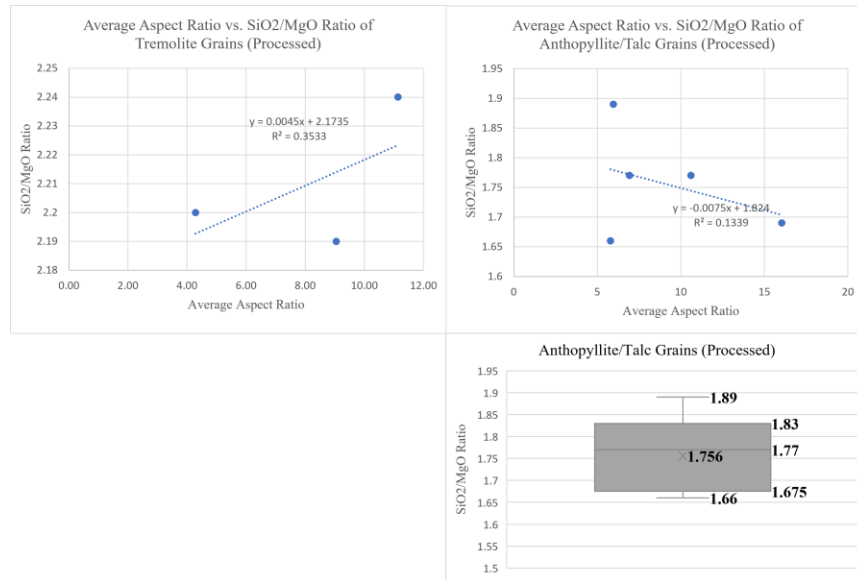 Average Aspect Ratio vs. SiO2/MgO Ratio of
Tremolite Grains (Processed)
2.25
2.24
2.23
2.22
2.21
2.2
2.19
2.18
SiO2/MgO Ratio
y = 0.0045x + 2.1735
R² = 0.3533
0.00 2.00 4.00 6.00 8.00 10.00 12.00
Average Aspect Ratio
Average Aspect Ratio vs. SiO2/MgO Ratio of
Anthopyllite/Talc Grains (Processed)
1.95
1.9
1.85
1.8
1.75
1.7
1.65
1.6
SiO2/MgO Ratio
y = -0.0075x + 1.824
R² = 0.1339
0 5 10 15 20
Average Aspect Ratio
Anthopyllite/Talc Grains (Processed)
1.95
1.9
1.85
1.8
1.75
1.7
1.65
1.6
1.55
1.5
SiO2/MgO Ratio
1.89
1.83
1.77
1.756
1.675
1.66